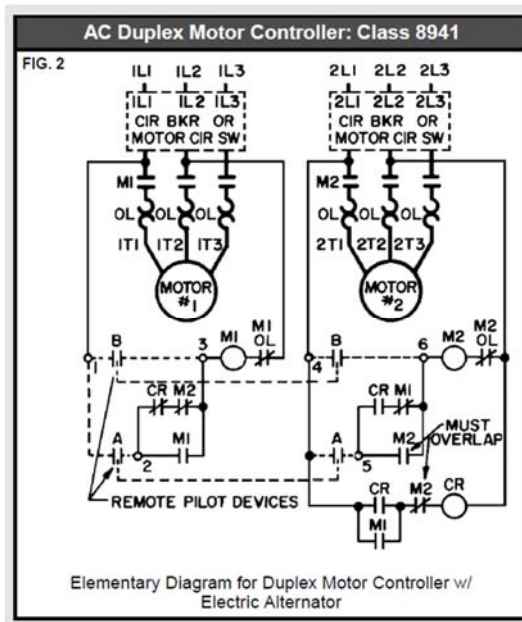 AC Duplex Motor Controller: Class 8941
FIG. 2
1L1 1L2 1L3
2L1 2L2 2L3
1L1 1L2 1L3
CIR BKR OR
MOTOR CIR SW
2L1 2L2 2L3
CIR BKR OR
MOTOR CIR SW
M1
OL OL OL
1T1 1T2 1T3
MOTOR
#1
M2
OL OL OL
2T1 2T2 2T3
MOTOR
#2
B 3 M1 M1
OL
1
CR M2
A M1
2
B 6 M2 M2
OL
4
CR M1
A M2
5
MUST
OVERLAP
REMOTE PILOT DEVICES
CR M2 CR
M1
Elementary Diagram for Duplex Motor Controller w/
Electric Alternator